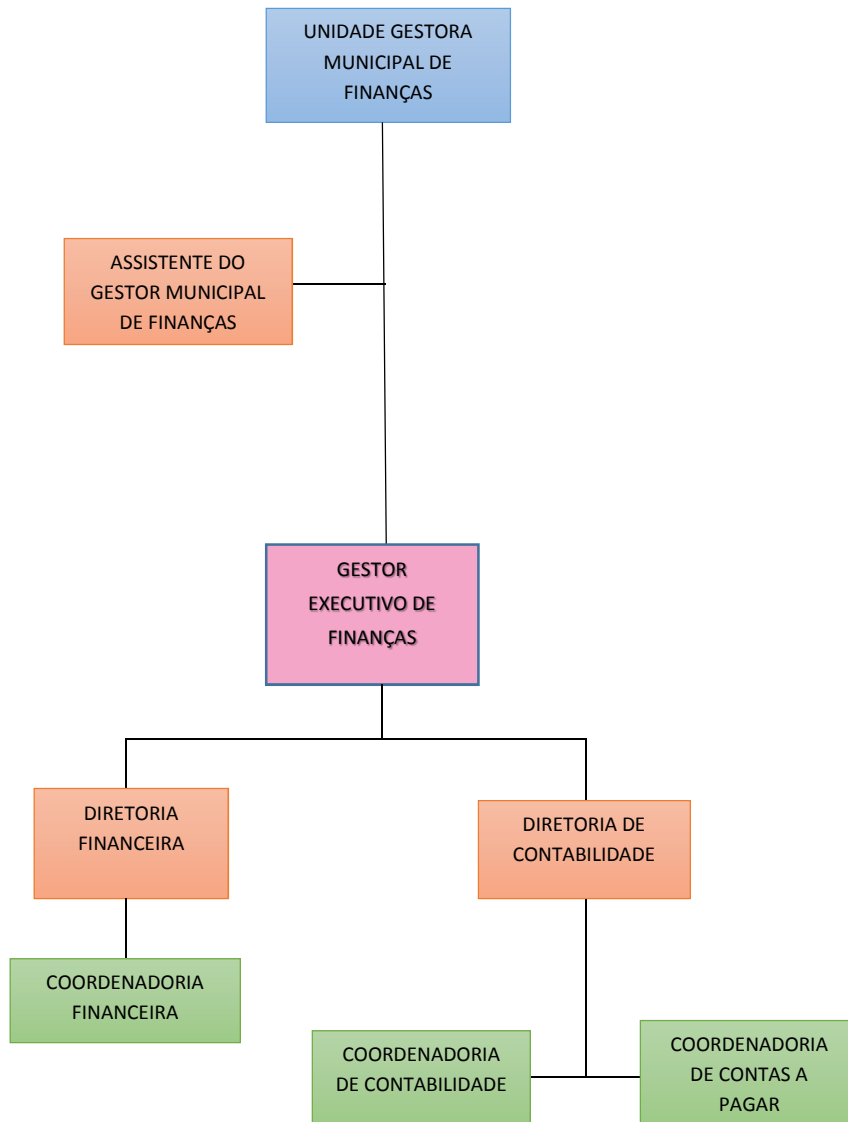 UNIDADE GESTORA
MUNICIPAL DE
FINANÇAS
ASSISTENTE DO
GESTOR MUNICIPAL
DE FINANÇAS
GESTOR
EXECUTIVO DE
FINANÇAS
DIRETORIA
FINANCEIRA
DIRETORIA DE
CONTABILIDADE
COORDENADORIA
FINANCEIRA
COORDENADORIA
DE CONTABILIDADE
COORDENADORIA
DE CONTAS A
PAGAR